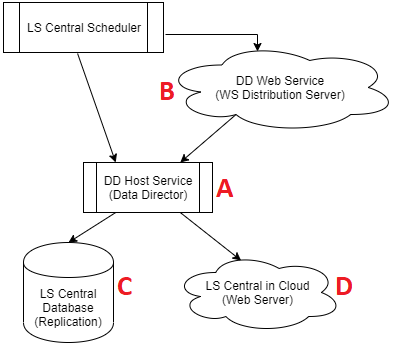 LS Central Scheduler
DD Web Service
(WS Distribution Server)
B
DD Host Service
(Data Director)
A
LS Central
Database
(Replication)
C
LS Central in Cloud
(Web Server)
D